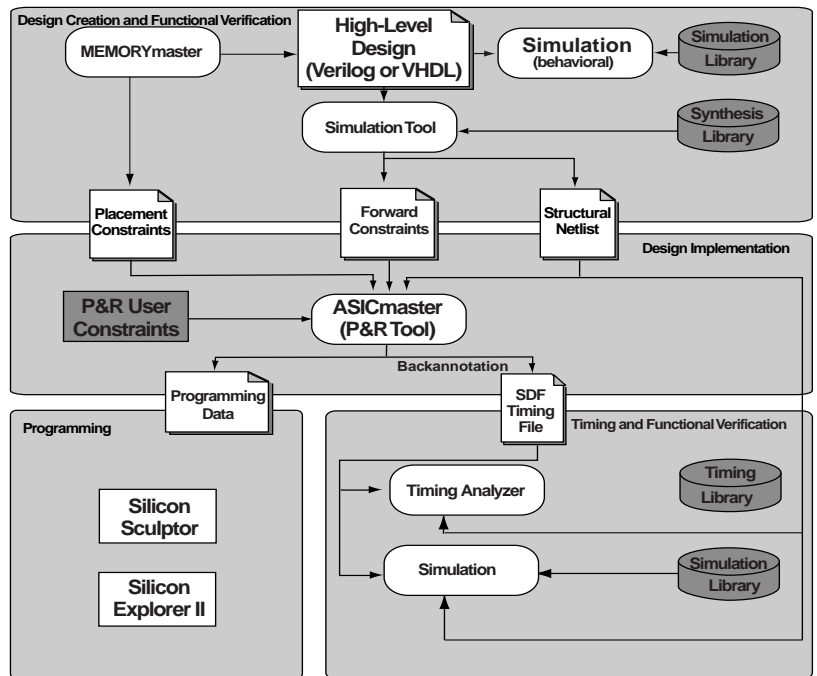 Design Creation and Functional Verification
MEMORYmaster
High-Level
Design
(Verilog or VHDL)
Simulation
(behavioral)
Simulation
Library
Simulation Tool
Synthesis
Library
Placement
Constraints
Forward
Constraints
Structural
Netlist
Design Implementation
P&R User
Constraints
ASICmaster
(P&R Tool)
Backannotation
Programming
Data
SDF
Timing
File
Programming
Timing and Functional Verification
Silicon
Sculptor
Timing Analyzer
Timing
Library
Silicon
Explorer II
Simulation
Simulation
Library